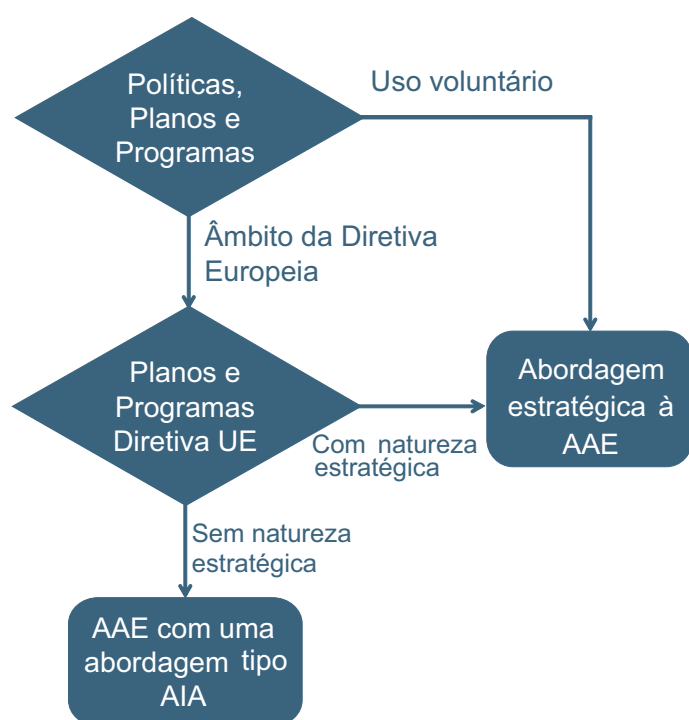 Políticas,
Planos e
Programas
Uso voluntário
Âmbito da Diretiva
Europeia
Planos e
Programas
Diretiva UE
Com natureza
estratégica
Abordagem
estratégica à
AAE
Sem natureza
estratégica
AAE com uma
abordagem tipo
AIA